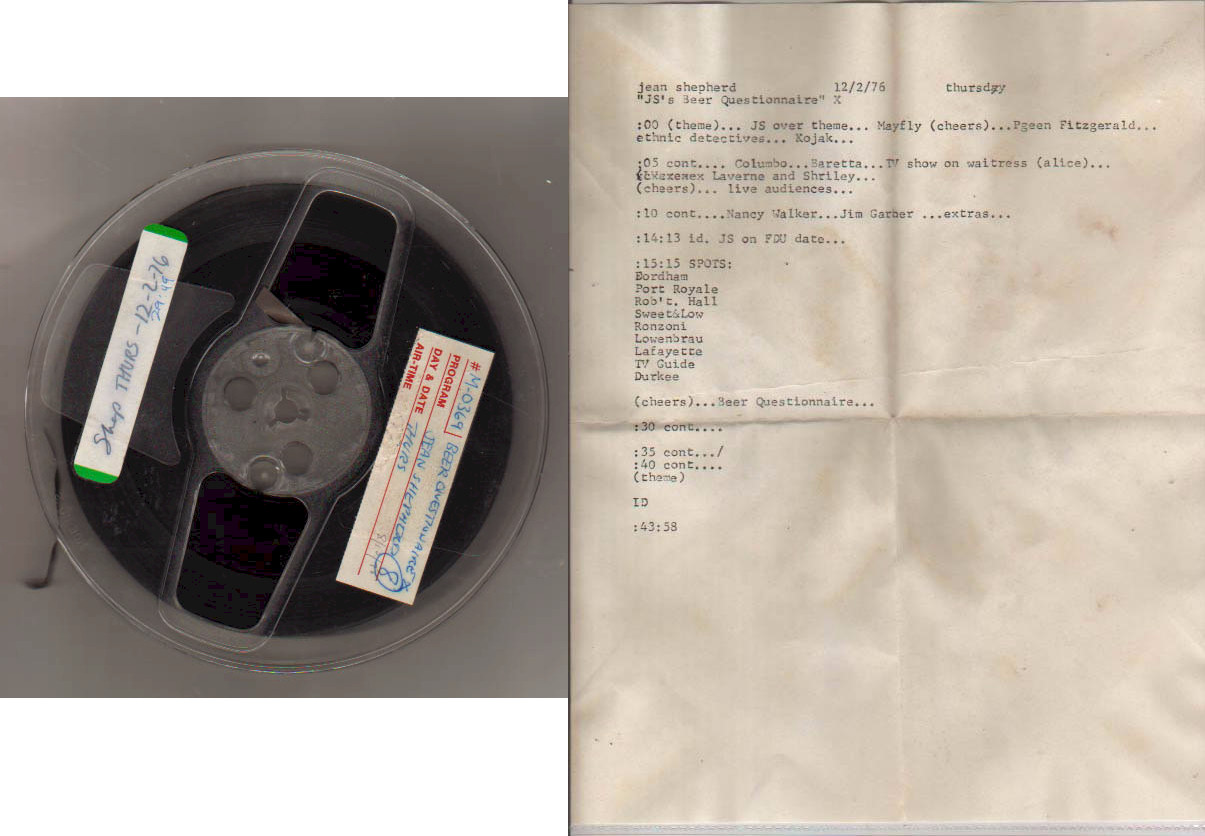 Shep THURS - 12-2-76
29:49
# M-0369 BEER QUESTIONAIRE X
PROGRAM JEAN SHEPHERD (8)
DAY & DATE THURS
AIR-TIME
jean shepherd 12/2/76 thursday
"JS's Beer Questionnaire" X
:00 (theme)... JS over theme... Mayfly (cheers)...Pgeen Fitzgerald...
ethnic detectives... Kojak...
:05 cont.... Columbo...Baretta...TV show on waitress (alice)...
Laverne and Shriley...
(cheers)... live audiences...
:10 cont....Nancy Walker...Jim Garber ...extras...
:14:13 id. JS on FDU date...
:15:15 SPOTS:
Bordham
Port Royale
Rob't. Hall
Sweet&Low
Ronzoni
Lowenbrau
Lafayette
TV Guide
Durkee
(cheers)...Beer Questionnaire...
:30 cont....
:35 cont.../
:40 cont....
(theme)
ID
:43:58